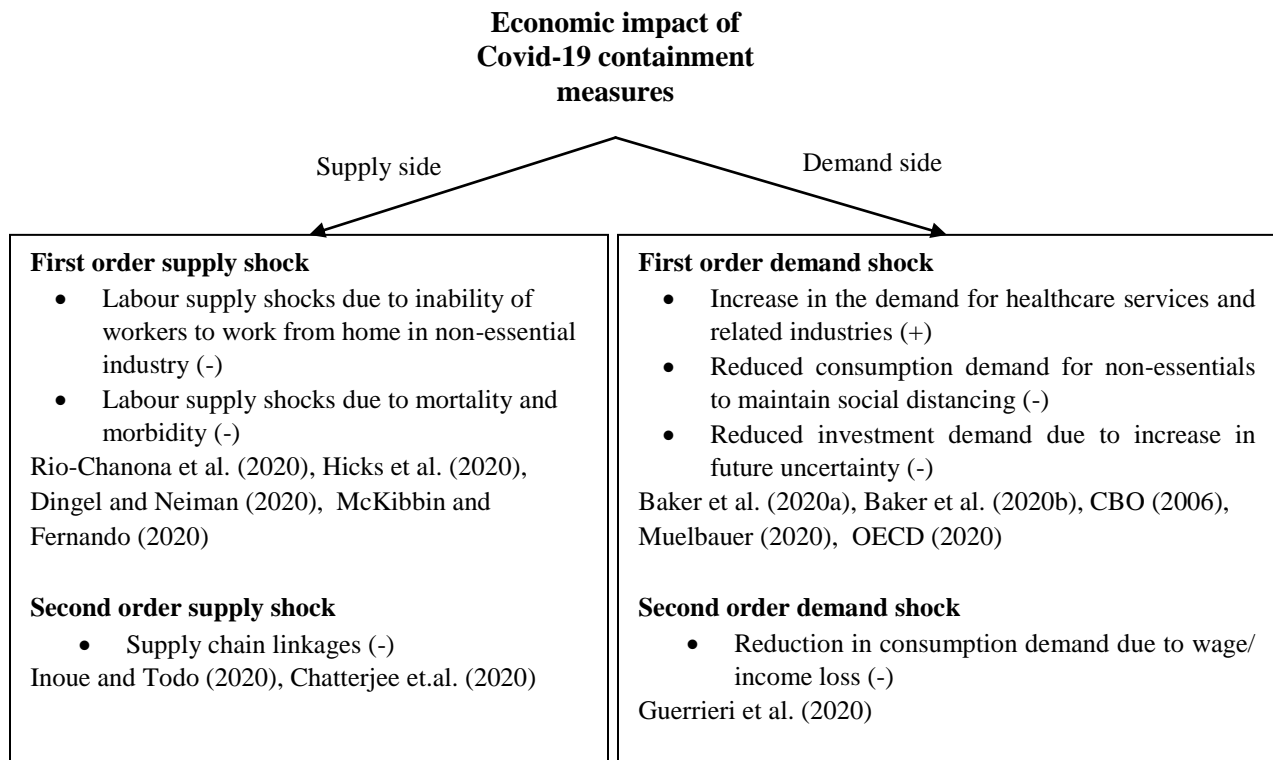 Economic impact of
Covid-19 containment
measures
Supply side
Demand side
First order supply shock
• Labour supply shocks due to inability of
workers to work from home in non-essential
industry (-)
• Labour supply shocks due to mortality and
morbidity (-)
Rio-Chanona et al. (2020), Hicks et al. (2020),
Dingel and Neiman (2020), McKibbin and
Fernando (2020)
Second order supply shock
• Supply chain linkages (-)
Inoue and Todo (2020), Chatterjee et.al. (2020)
First order demand shock
• Increase in the demand for healthcare services and
related industries (+)
• Reduced consumption demand for non-essentials
to maintain social distancing (-)
• Reduced investment demand due to increase in
future uncertainty (-)
Baker et al. (2020a), Baker et al. (2020b), CBO (2006),
Muelbauer (2020), OECD (2020)
Second order demand shock
• Reduction in consumption demand due to wage/
income loss (-)
Guerrieri et al. (2020)